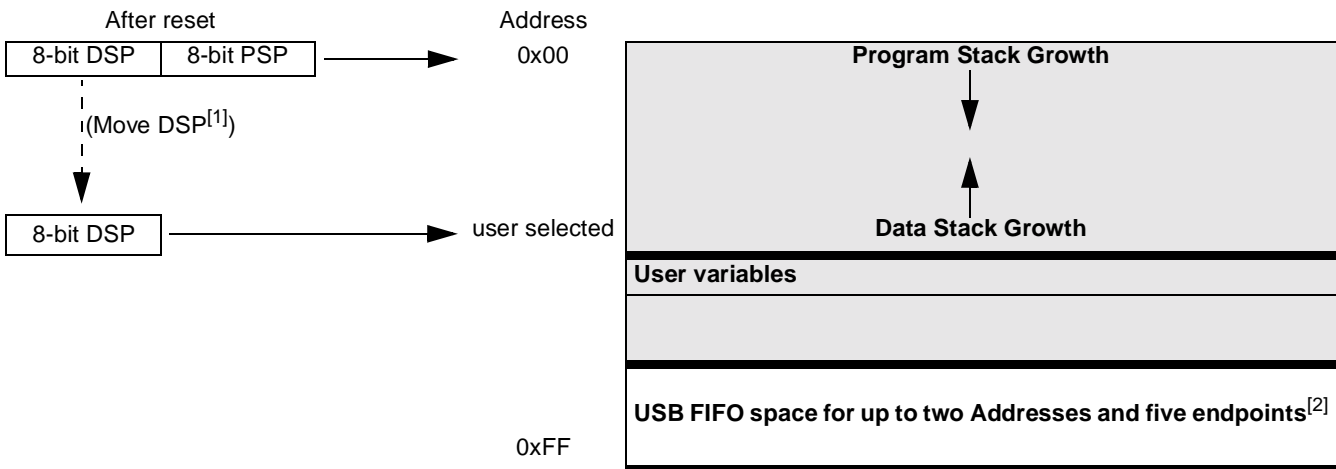 After reset
Address
8-bit DSP 8-bit PSP
0x00
Program Stack Growth
(Move DSP[1])
8-bit DSP
user selected
Data Stack Growth
User variables
USB FIFO space for up to two Addresses and five endpoints[2]
0xFF